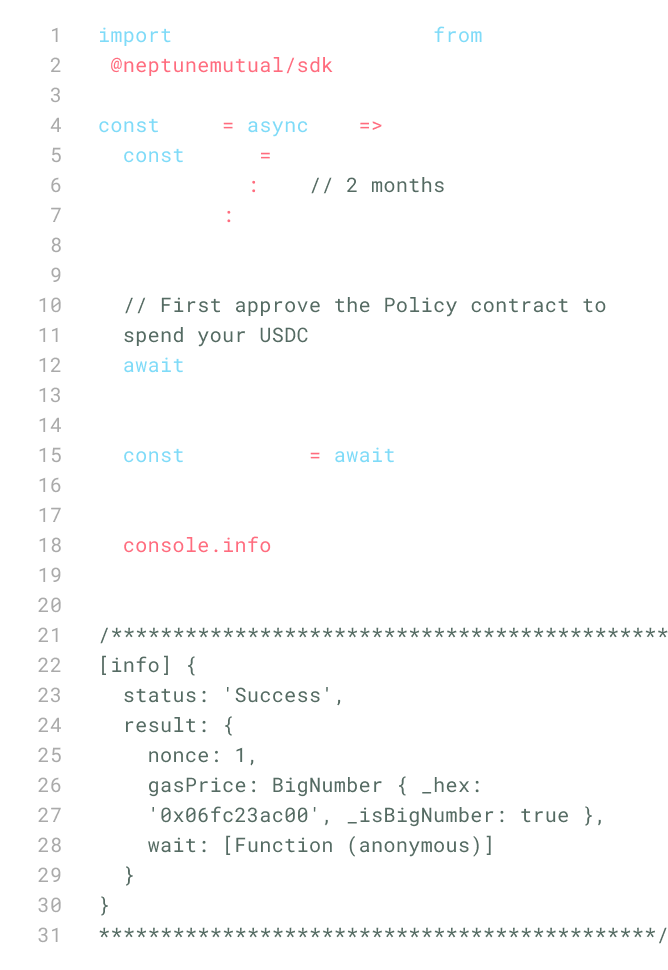 1 import from
2 @neptunemutual/sdk
3
4 const = async =>
5 const =
6 : // 2 months
7 :
8
9
10 // First approve the Policy contract to
11 spend your USDC
12 await
13
14
15 const = await
16
17
18 console.info
19
20
21 /*********************************************
22 [info] {
23 status: 'Success',
24 result: {
25 nonce: 1,
26 gasPrice: BigNumber { _hex:
27 '0x06fc23ac00', _isBigNumber: true },
28 wait: [Function (anonymous)]
29 }
30 }
31 *********************************************/